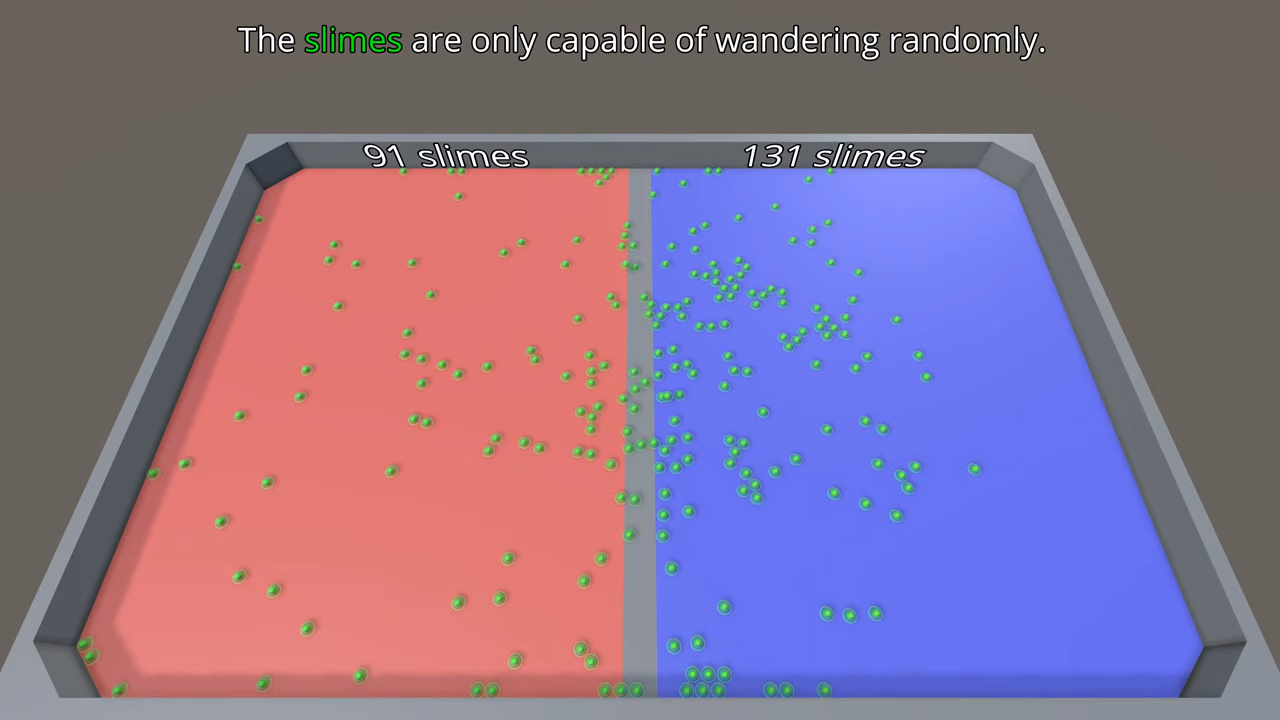 The slimes are only capable of wandering randomly.
91 slimes
131 slimes